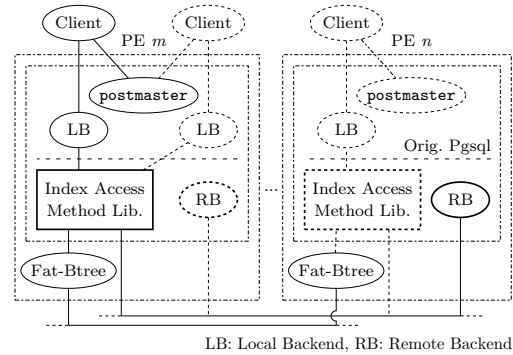 Client
PE m
Client
Client
PE n
postmaster
postmaster
LB
LB
LB
Orig. Pgsql
Index Access
Method Lib.
RB
...
Index Access
Method Lib.
RB
Fat-Btree
Fat-Btree
LB: Local Backend, RB: Remote Backend